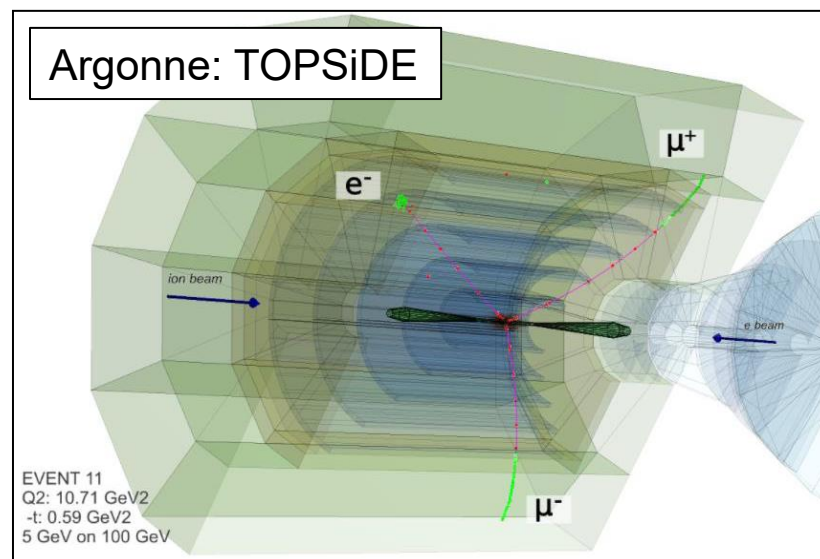 Argonne: TOPSiDE
μ⁺
e⁻
ion beam
e beam
EVENT 11
Q2: 10.71 GeV2
-t: 0.59 GeV2
5 GeV on 100 GeV
μ⁻